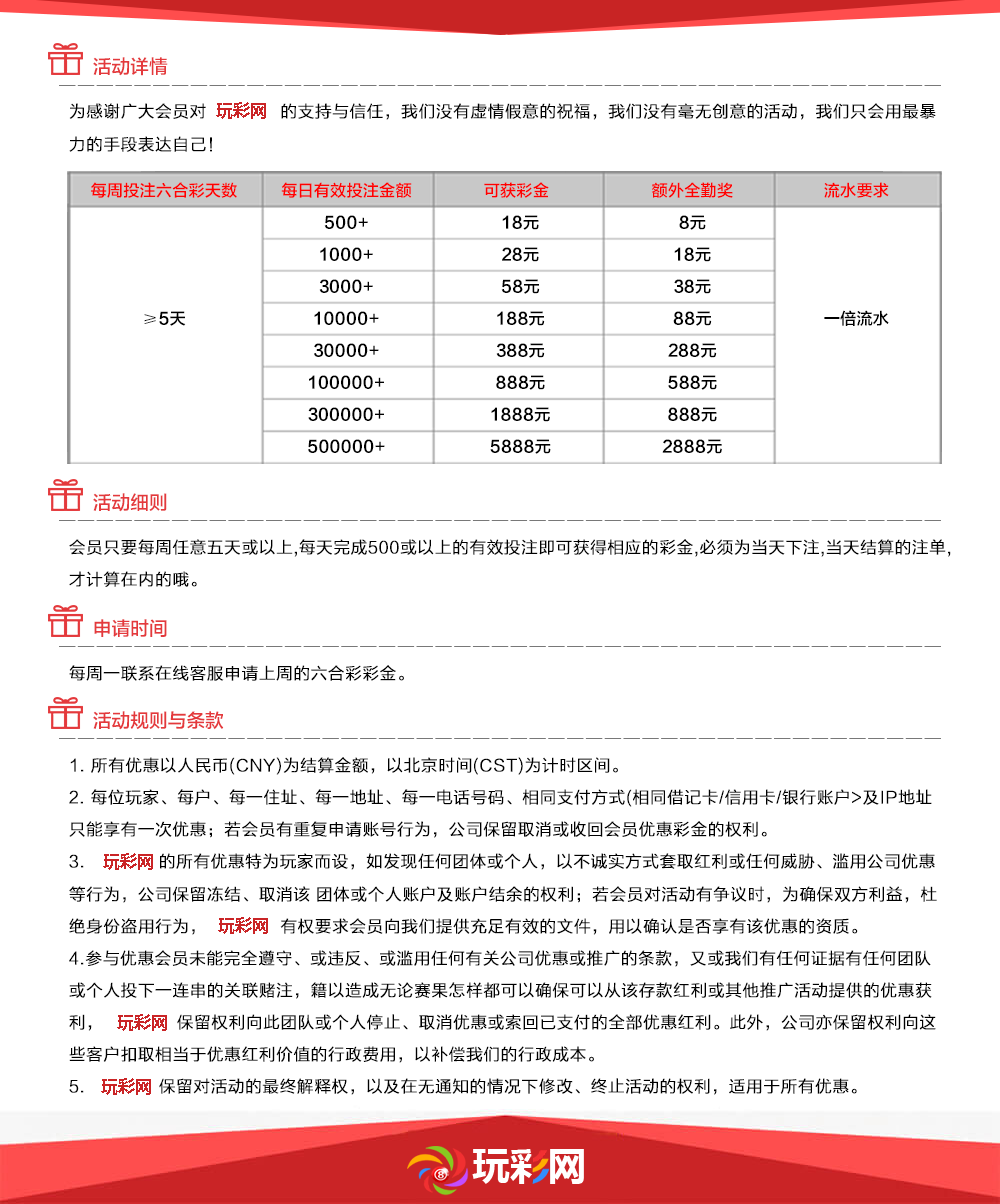 活动详情
为感谢广大会员对 玩彩网 的支持与信任，我们没有虚情假意的祝福，我们没有毫无创意的活动，我们只会用最暴
力的手段表达自己！
每周投注六合彩天数 每日有效投注金额 可获彩金 额外全勤奖 流水要求
500+ 18元 8元
1000+ 28元 18元
3000+ 58元 38元
≥5天 10000+ 188元 88元 一倍流水
30000+ 388元 288元
100000+ 888元 588元
300000+ 1888元 888元
500000+ 5888元 2888元
活动细则
会员只要每周任意五天或以上,每天完成500或以上的有效投注即可获得相应的彩金,必须为当天下注,当天结算的注单,
才计算在内的哦。
申请时间
每周一联系在线客服申请上周的六合彩彩金。
活动规则与条款
1. 所有优惠以人民币(CNY)为结算金额，以北京时间(CST)为计时区间。
2. 每位玩家、每户、每一住址、每一地址、每一电话号码、相同支付方式(相同借记卡/信用卡/银行账户>及IP地址
只能享有一次优惠；若会员有重复申请账号行为，公司保留取消或收回会员优惠彩金的权利。
3. 玩彩网 的所有优惠特为玩家而设，如发现任何团体或个人，以不诚实方式套取红利或任何威胁、滥用公司优惠
等行为，公司保留冻结、取消该 团体或个人账户及账户结余的权利；若会员对活动有争议时，为确保双方利益，杜
绝身份盗用行为， 玩彩网 有权要求会员向我们提供充足有效的文件，用以确认是否享有该优惠的资质。
4.参与优惠会员未能完全遵守、或违反、或滥用任何有关公司优惠或推广的条款，又或我们有任何证据有任何团队
或个人投下一连串的关联赌注，籍以造成无论赛果怎样都可以确保可以从该存款红利或其他推广活动提供的优惠获
利， 玩彩网 保留权利向此团队或个人停止、取消优惠或索回已支付的全部优惠红利。此外，公司亦保留权利向这
些客户扣取相当于优惠红利价值的行政费用，以补偿我们的行政成本。
5. 玩彩网 保留对活动的最终解释权，以及在无通知的情况下修改、终止活动的权利，适用于所有优惠。
8 玩彩网